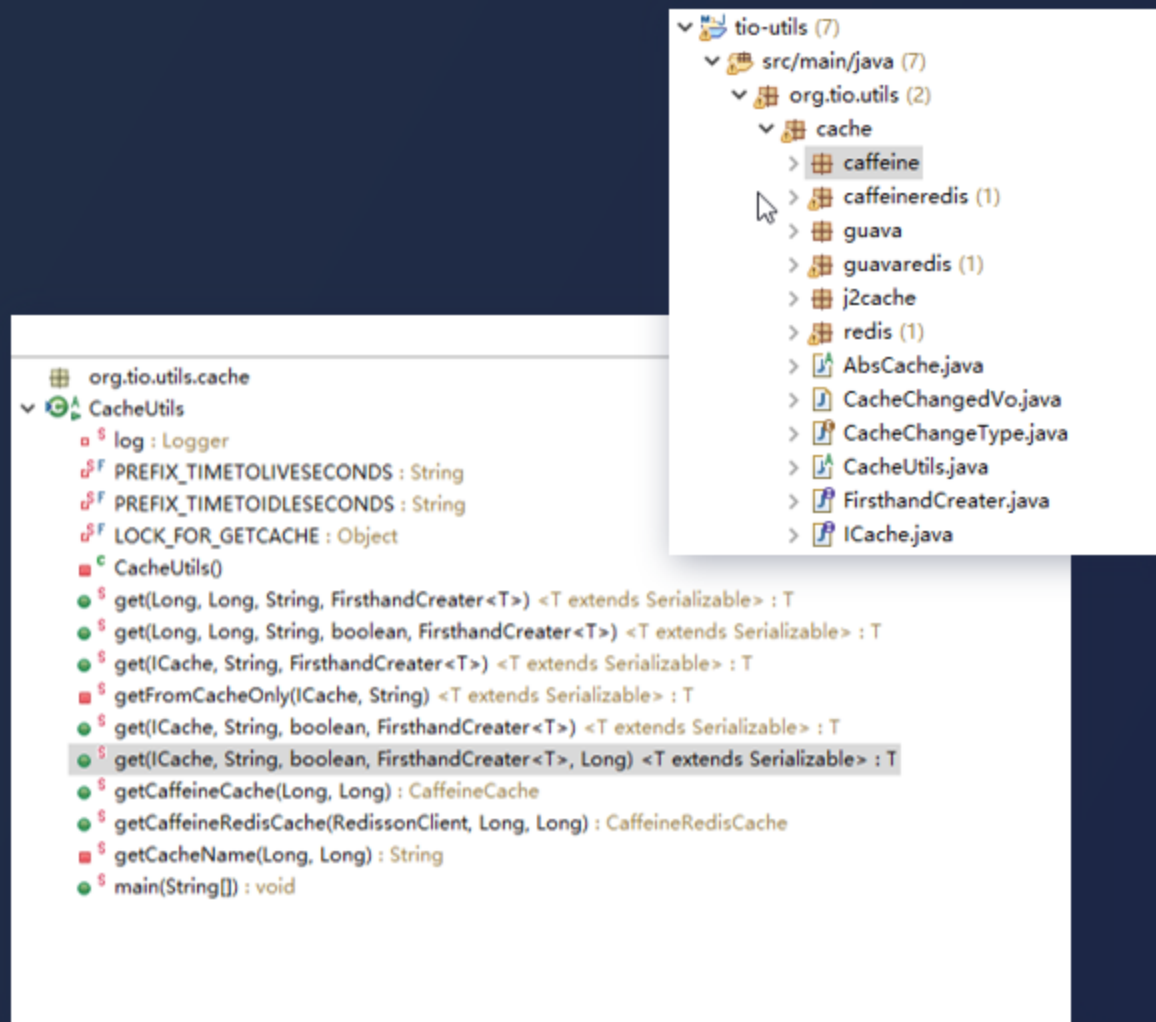 tio-utils (7)
src/main/java (7)
org.tio.utils (2)
cache
caffeine
caffeineredis (1)
guava
guavaredis (1)
j2cache
redis (1)
AbsCache.java
CacheChangedVo.java
CacheChangeType.java
CacheUtils.java
FirsthandCreater.java
ICache.java
org.tio.utils.cache
CacheUtils
log : Logger
PREFIX_TIMETOLIVESECONDS : String
PREFIX_TIMETOIDLESECONDS : String
LOCK_FOR_GETCACHE : Object
CacheUtils()
get(Long, Long, String, FirsthandCreater<T>) <T extends Serializable> : T
get(Long, Long, String, boolean, FirsthandCreater<T>) <T extends Serializable> : T
get(ICache, String, FirsthandCreater<T>) <T extends Serializable> : T
getFromCacheOnly(ICache, String) <T extends Serializable> : T
get(ICache, String, boolean, FirsthandCreater<T>) <T extends Serializable> : T
get(ICache, String, boolean, FirsthandCreater<T>, Long) <T extends Serializable> : T
getCaffeineCache(Long, Long) : CaffeineCache
getCaffeineRedisCache(RedissonClient, Long, Long) : CaffeineRedisCache
getCacheName(Long, Long) : String
main(String[]) : void